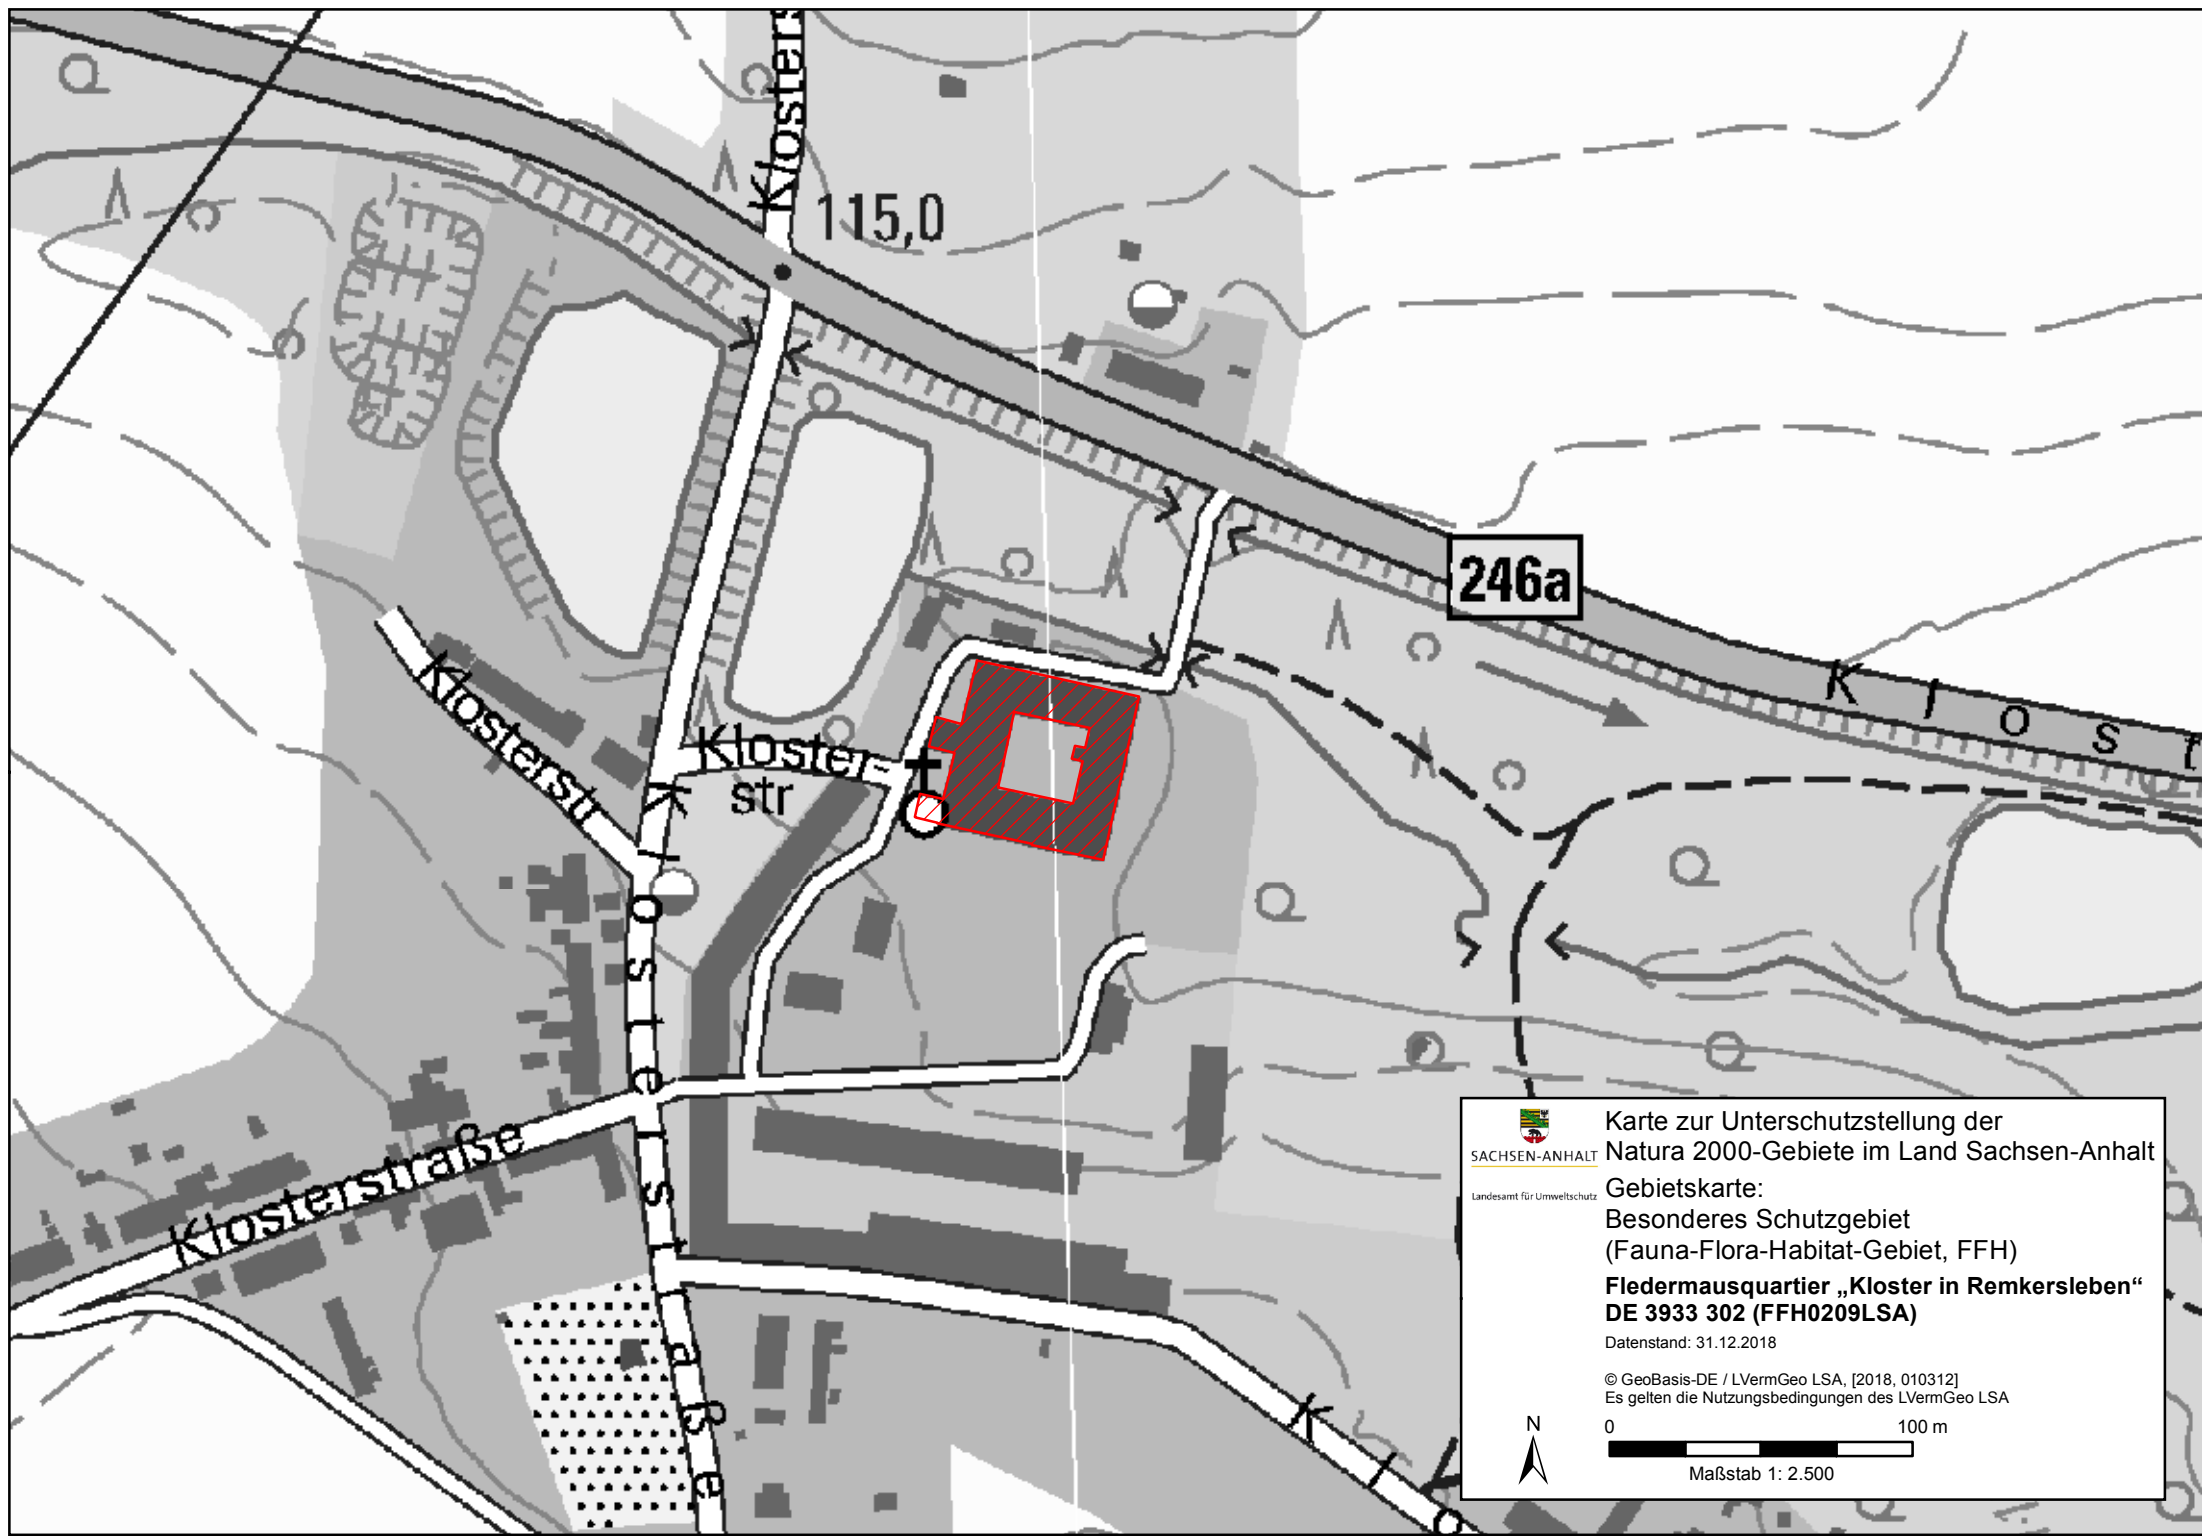 Klosters
115,0
246a
K l o s t
Klosterstr
Kloster-
str
Klosterstraße
Klosterstraße
K l o
SACHSEN-ANHALT
Landesamt für Umweltschutz
Karte zur Unterschutzstellung der
Natura 2000-Gebiete im Land Sachsen-Anhalt
Gebietskarte:
Besonderes Schutzgebiet
(Fauna-Flora-Habitat-Gebiet, FFH)
Fledermausquartier „Kloster in Remkersleben“
DE 3933 302 (FFH0209LSA)
Datenstand: 31.12.2018
© GeoBasis-DE / LVermGeo LSA, [2018, 010312]
Es gelten die Nutzungsbedingungen des LVermGeo LSA
N
0 100 m
Maßstab 1: 2.500